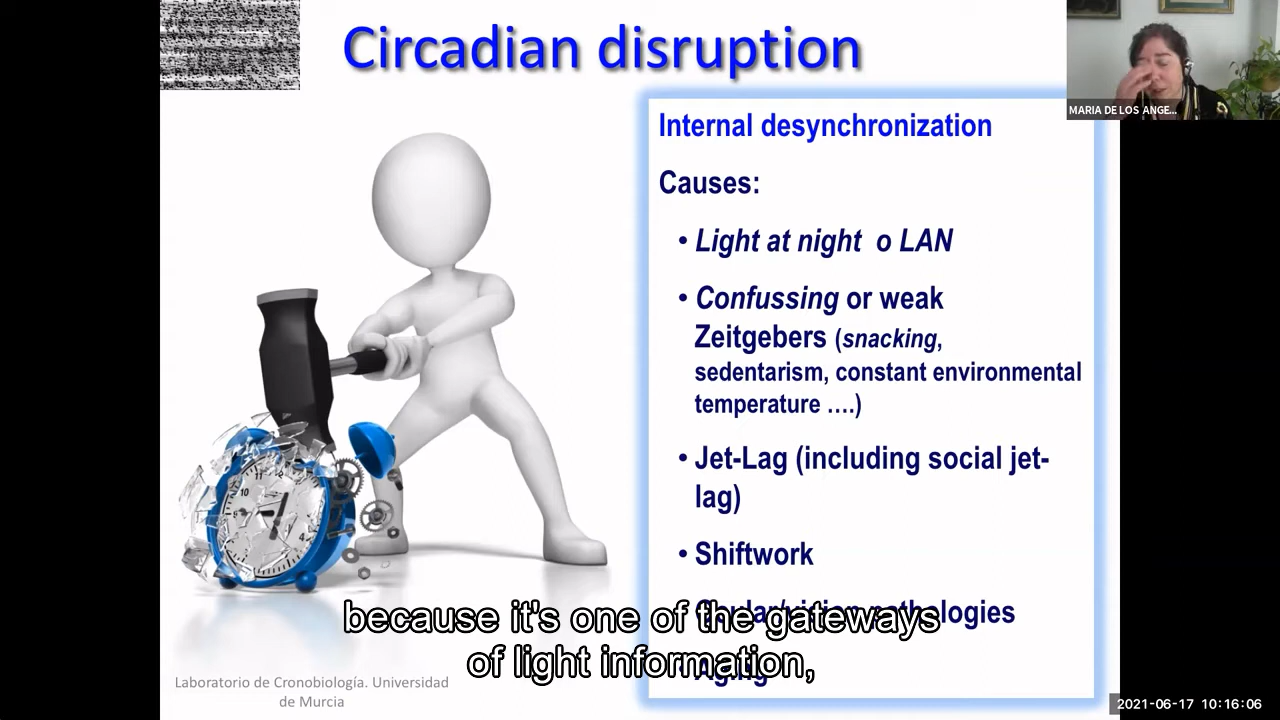 Circadian disruption
MARIA DE LOS ANGE...
Internal desynchronization
Causes:
• Light at night o LAN
• Confussing or weak
Zeitgebers (snacking,
sedentarism, constant environmental
temperature ....)
• Jet-Lag (including social jet-
lag)
• Shiftwork
pathologies
because it's one of the gateways
of light information,
Aging
Laboratorio de Cronobiología. Universidad
de Murcia
2021-06-17 10:16:06